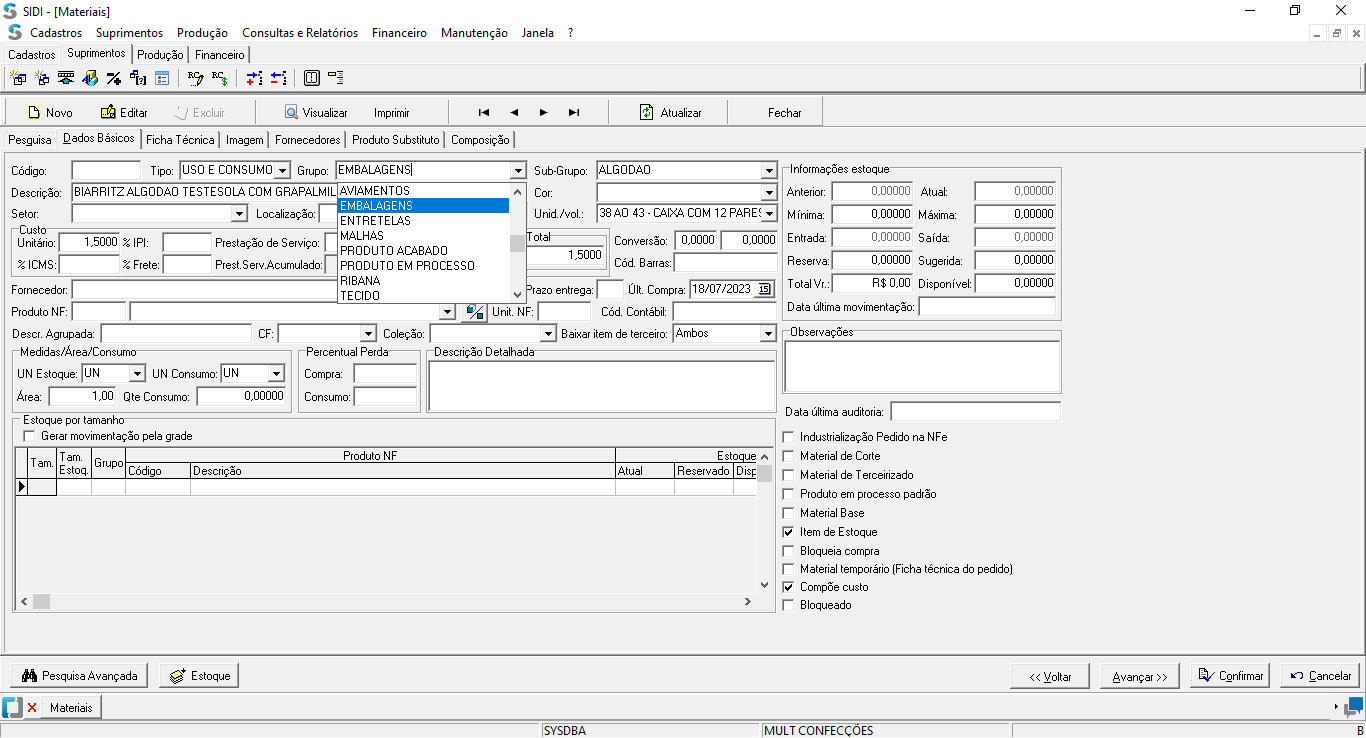 SIDI - [Materiais]
Cadastros Suprimentos Produção Consultas e Relatórios Financeiro Manutenção Janela ?
Cadastros Suprimentos Produção Financeiro
Novo Editar Excluir Visualizar Imprimir Atualizar Fechar
Pesquisa Dados Básicos Ficha Técnica Imagem Fornecedores Produto Substituto Composição
Código: Tipo: USO E CONSUMO Grupo: EMBALAGENS Sub-Grupo: ALGODAO
Descrição: BIARRITZ ALGODAO TESTESOLA COM GRAPALMIL Cor:
Setor: Localização: Unid./vol.: 38 AO 43 - CAIXA COM 12 PARES
AVIAMENTOS
EMBALAGENS
ENTRETELAS
MALHAS
PRODUTO ACABADO
PRODUTO EM PROCESSO
RIBANA
TECIDO
Custo
Unitário: 1,5000 % IPI: Prestação de Serviço: Total 1,5000 Conversão: 0,0000 0,0000
% ICMS: % Frete: Prest.Serv.Acumulado: Cód. Barras:
Fornecedor: Prazo entrega: Últ. Compra: 18/07/2023 15
Produto NF: Unit. NF: Cód. Contábil:
Descr. Agrupada: CF: Coleção: Baixar item de terceiro: Ambos
Medidas/Área/Consumo
UN Estoque: UN UN Consumo: UN
Área: 1,00 Qte Consumo: 0,00000
Percentual Perda
Compra:
Consumo:
Descrição Detalhada
Estoque por tamanho
Gerar movimentação pela grade
Tam. Tam. Estoq. Grupo Produto NF Estoque
Código Descrição Atual Reservado Disp
Informações estoque
Anterior: 0,00000 Atual: 0,00000
Mínima: 0,00000 Máxima: 0,00000
Entrada: 0,00000 Saída: 0,00000
Reserva: 0,00000 Sugerida: 0,00000
Total Vr.: R$ 0,00 Disponível: 0,00000
Data última movimentação:
Observações
Data última auditoria:
Industrialização Pedido na NFe
Material de Corte
Material de Terceirizado
Produto em processo padrão
Material Base
Item de Estoque
Bloqueia compra
Material temporário (Ficha técnica do pedido)
Compõe custo
Bloqueado
Pesquisa Avançada Estoque << Voltar Avançar >> Confirmar Cancelar
Materiais
SYSDBA MULT CONFECÇÕES B